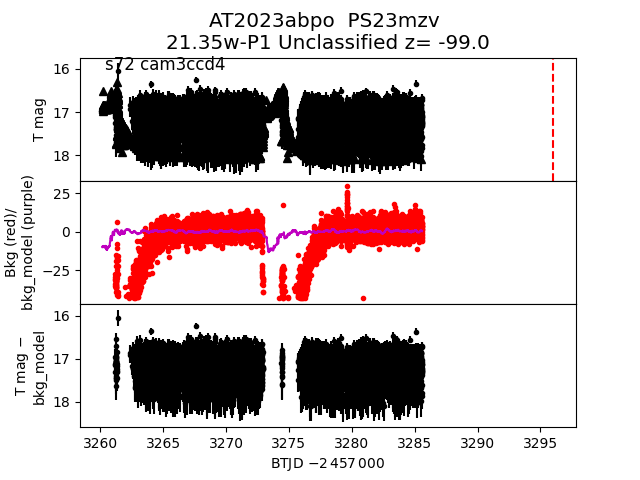 AT2023abpo  PS23mzv
21.35w-P1 Unclassified z= -99.0
s72 cam3ccd4
16
17
18
T mag
25
0
−25
Bkg (red)/
bkg_model (purple)
16
17
18
T mag −
bkg_model
3260 3265 3270 3275 3280 3285 3290 3295
BTJD −2 457 000